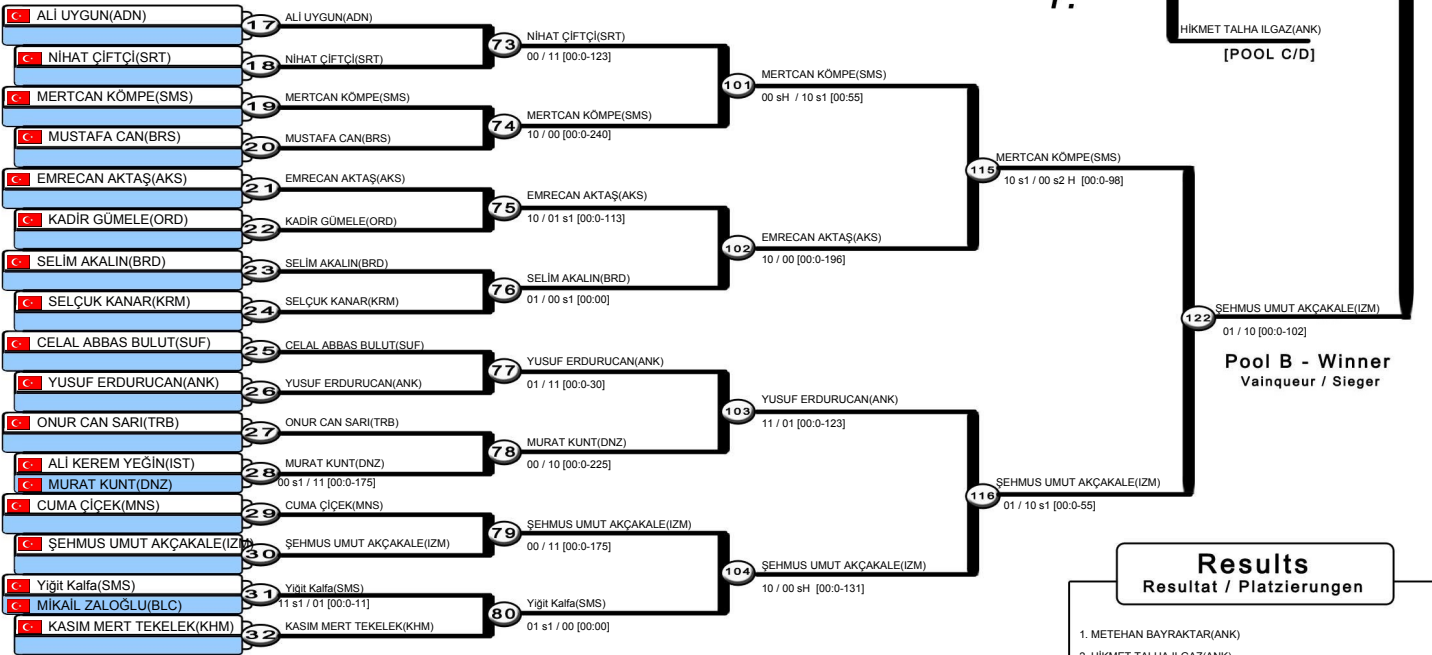 ALİ UYGUN(ADN)
NİHAT ÇİFTÇİ(SRT)
MERTCAN KÖMPE(SMS)
MUSTAFA CAN(BRS)
EMRECAN AKTAŞ(AKS)
KADİR GÜMELE(ORD)
SELİM AKALIN(BRD)
SELÇUK KANAR(KRM)
CELAL ABBAS BULUT(SUF)
YUSUF ERDURUCAN(ANK)
ONUR CAN SARI(TRB)
ALİ KEREM YEĞİN(IST)
MURAT KUNT(DNZ)
CUMA ÇİÇEK(MNS)
ŞEHMUS UMUT AKÇAKALE(IZM)
Yiğit Kalfa(SMS)
MİKAİL ZALOĞLU(BLC)
KASIM MERT TEKELEK(KHM)
17 ALİ UYGUN(ADN)
18 NİHAT ÇİFTÇİ(SRT)
19 MERTCAN KÖMPE(SMS)
20 MUSTAFA CAN(BRS)
21 EMRECAN AKTAŞ(AKS)
22 KADİR GÜMELE(ORD)
23 SELİM AKALIN(BRD)
24 SELÇUK KANAR(KRM)
25 CELAL ABBAS BULUT(SUF)
26 YUSUF ERDURUCAN(ANK)
27 ONUR CAN SARI(TRB)
28 MURAT KUNT(DNZ)
00 s1 / 11 [00:0-175]
29 CUMA ÇİÇEK(MNS)
30 ŞEHMUS UMUT AKÇAKALE(IZM)
31 Yiğit Kalfa(SMS)
11 s1 / 01 [00:0-11]
32 KASIM MERT TEKELEK(KHM)
73 NİHAT ÇİFTÇİ(SRT)
00 / 11 [00:0-123]
74 MERTCAN KÖMPE(SMS)
10 / 00 [00:0-240]
75 EMRECAN AKTAŞ(AKS)
10 / 01 s1 [00:0-113]
76 SELİM AKALIN(BRD)
01 / 00 s1 [00:00]
77 YUSUF ERDURUCAN(ANK)
01 / 11 [00:0-30]
78 MURAT KUNT(DNZ)
00 / 10 [00:0-225]
79 ŞEHMUS UMUT AKÇAKALE(IZM)
00 / 11 [00:0-175]
80 Yiğit Kalfa(SMS)
01 s1 / 00 [00:00]
101 MERTCAN KÖMPE(SMS)
00 sH / 10 s1 [00:55]
102 EMRECAN AKTAŞ(AKS)
10 / 00 [00:0-196]
103 YUSUF ERDURUCAN(ANK)
11 / 01 [00:0-123]
104 ŞEHMUS UMUT AKÇAKALE(IZM)
10 / 00 sH [00:0-131]
115 MERTCAN KÖMPE(SMS)
10 s1 / 00 s2 H [00:0-98]
116 ŞEHMUS UMUT AKÇAKALE(IZM)
01 / 10 s1 [00:0-55]
122 ŞEHMUS UMUT AKÇAKALE(IZM)
01 / 10 [00:0-102]
Pool B - Winner
Vainqueur / Sieger
HİKMET TALHA ILGAZ(ANK)
[POOL C/D]
Results
Resultat / Platzierungen
1. METEHAN BAYRAKTAR(ANK)
2. HİKMET TALHA ILGAZ(ANK)